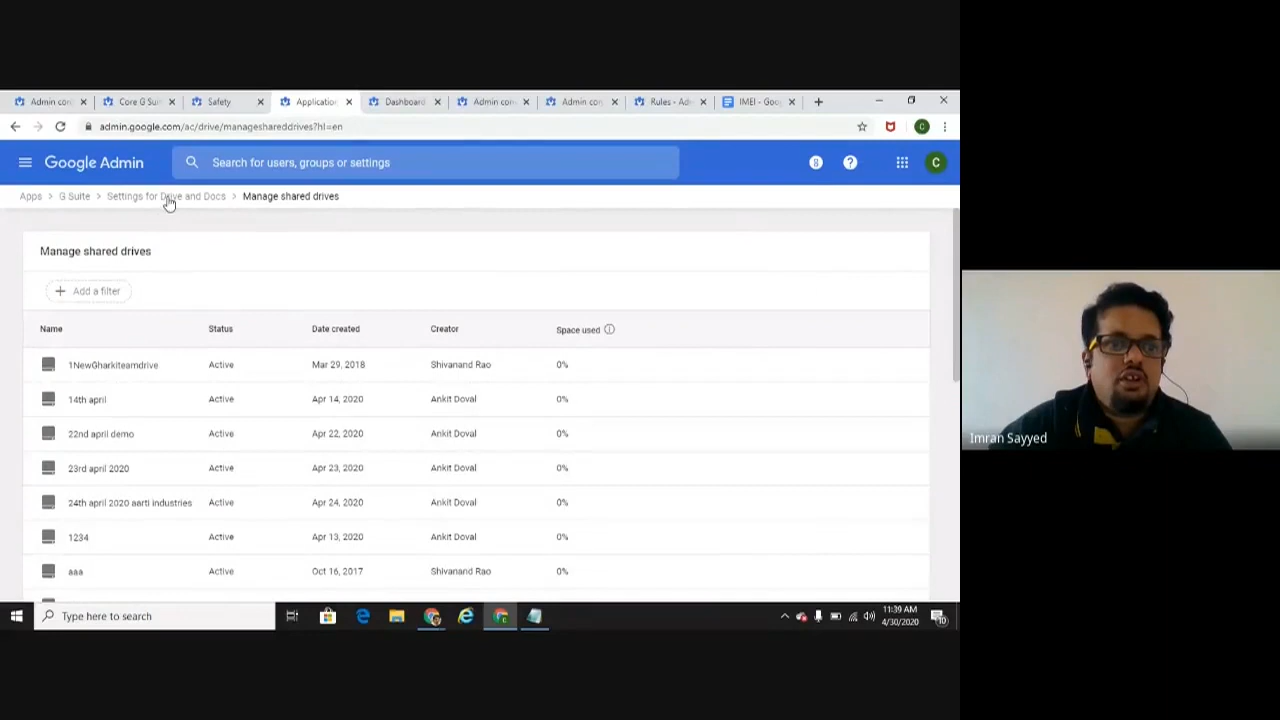 Admin con
Core G Suit
Safety
Application
Dashboard
Admin con
Admin con
Rules - Ad
IMEI - Goog
admin.google.com/ac/drive/manageshareddrives?hl=en
C
Google Admin
Search for users, groups or settings
8
?
C
Apps > G Suite > Settings for Drive and Docs > Manage shared drives
Manage shared drives
+ Add a filter
Name Status Date created Creator Space used
1NewGharkiteamdrive Active Mar 29, 2018 Shivanand Rao 0%
14th april Active Apr 14, 2020 Ankit Doval 0%
22nd april demo Active Apr 22, 2020 Ankit Doval 0%
23rd april 2020 Active Apr 23, 2020 Ankit Doval 0%
24th april 2020 aarti industries Active Apr 24, 2020 Ankit Doval 0%
1234 Active Apr 13, 2020 Ankit Doval 0%
aaa Active Oct 16, 2017 Shivanand Rao 0%
Imran Sayyed
Type here to search
11:39 AM
4/30/2020
10